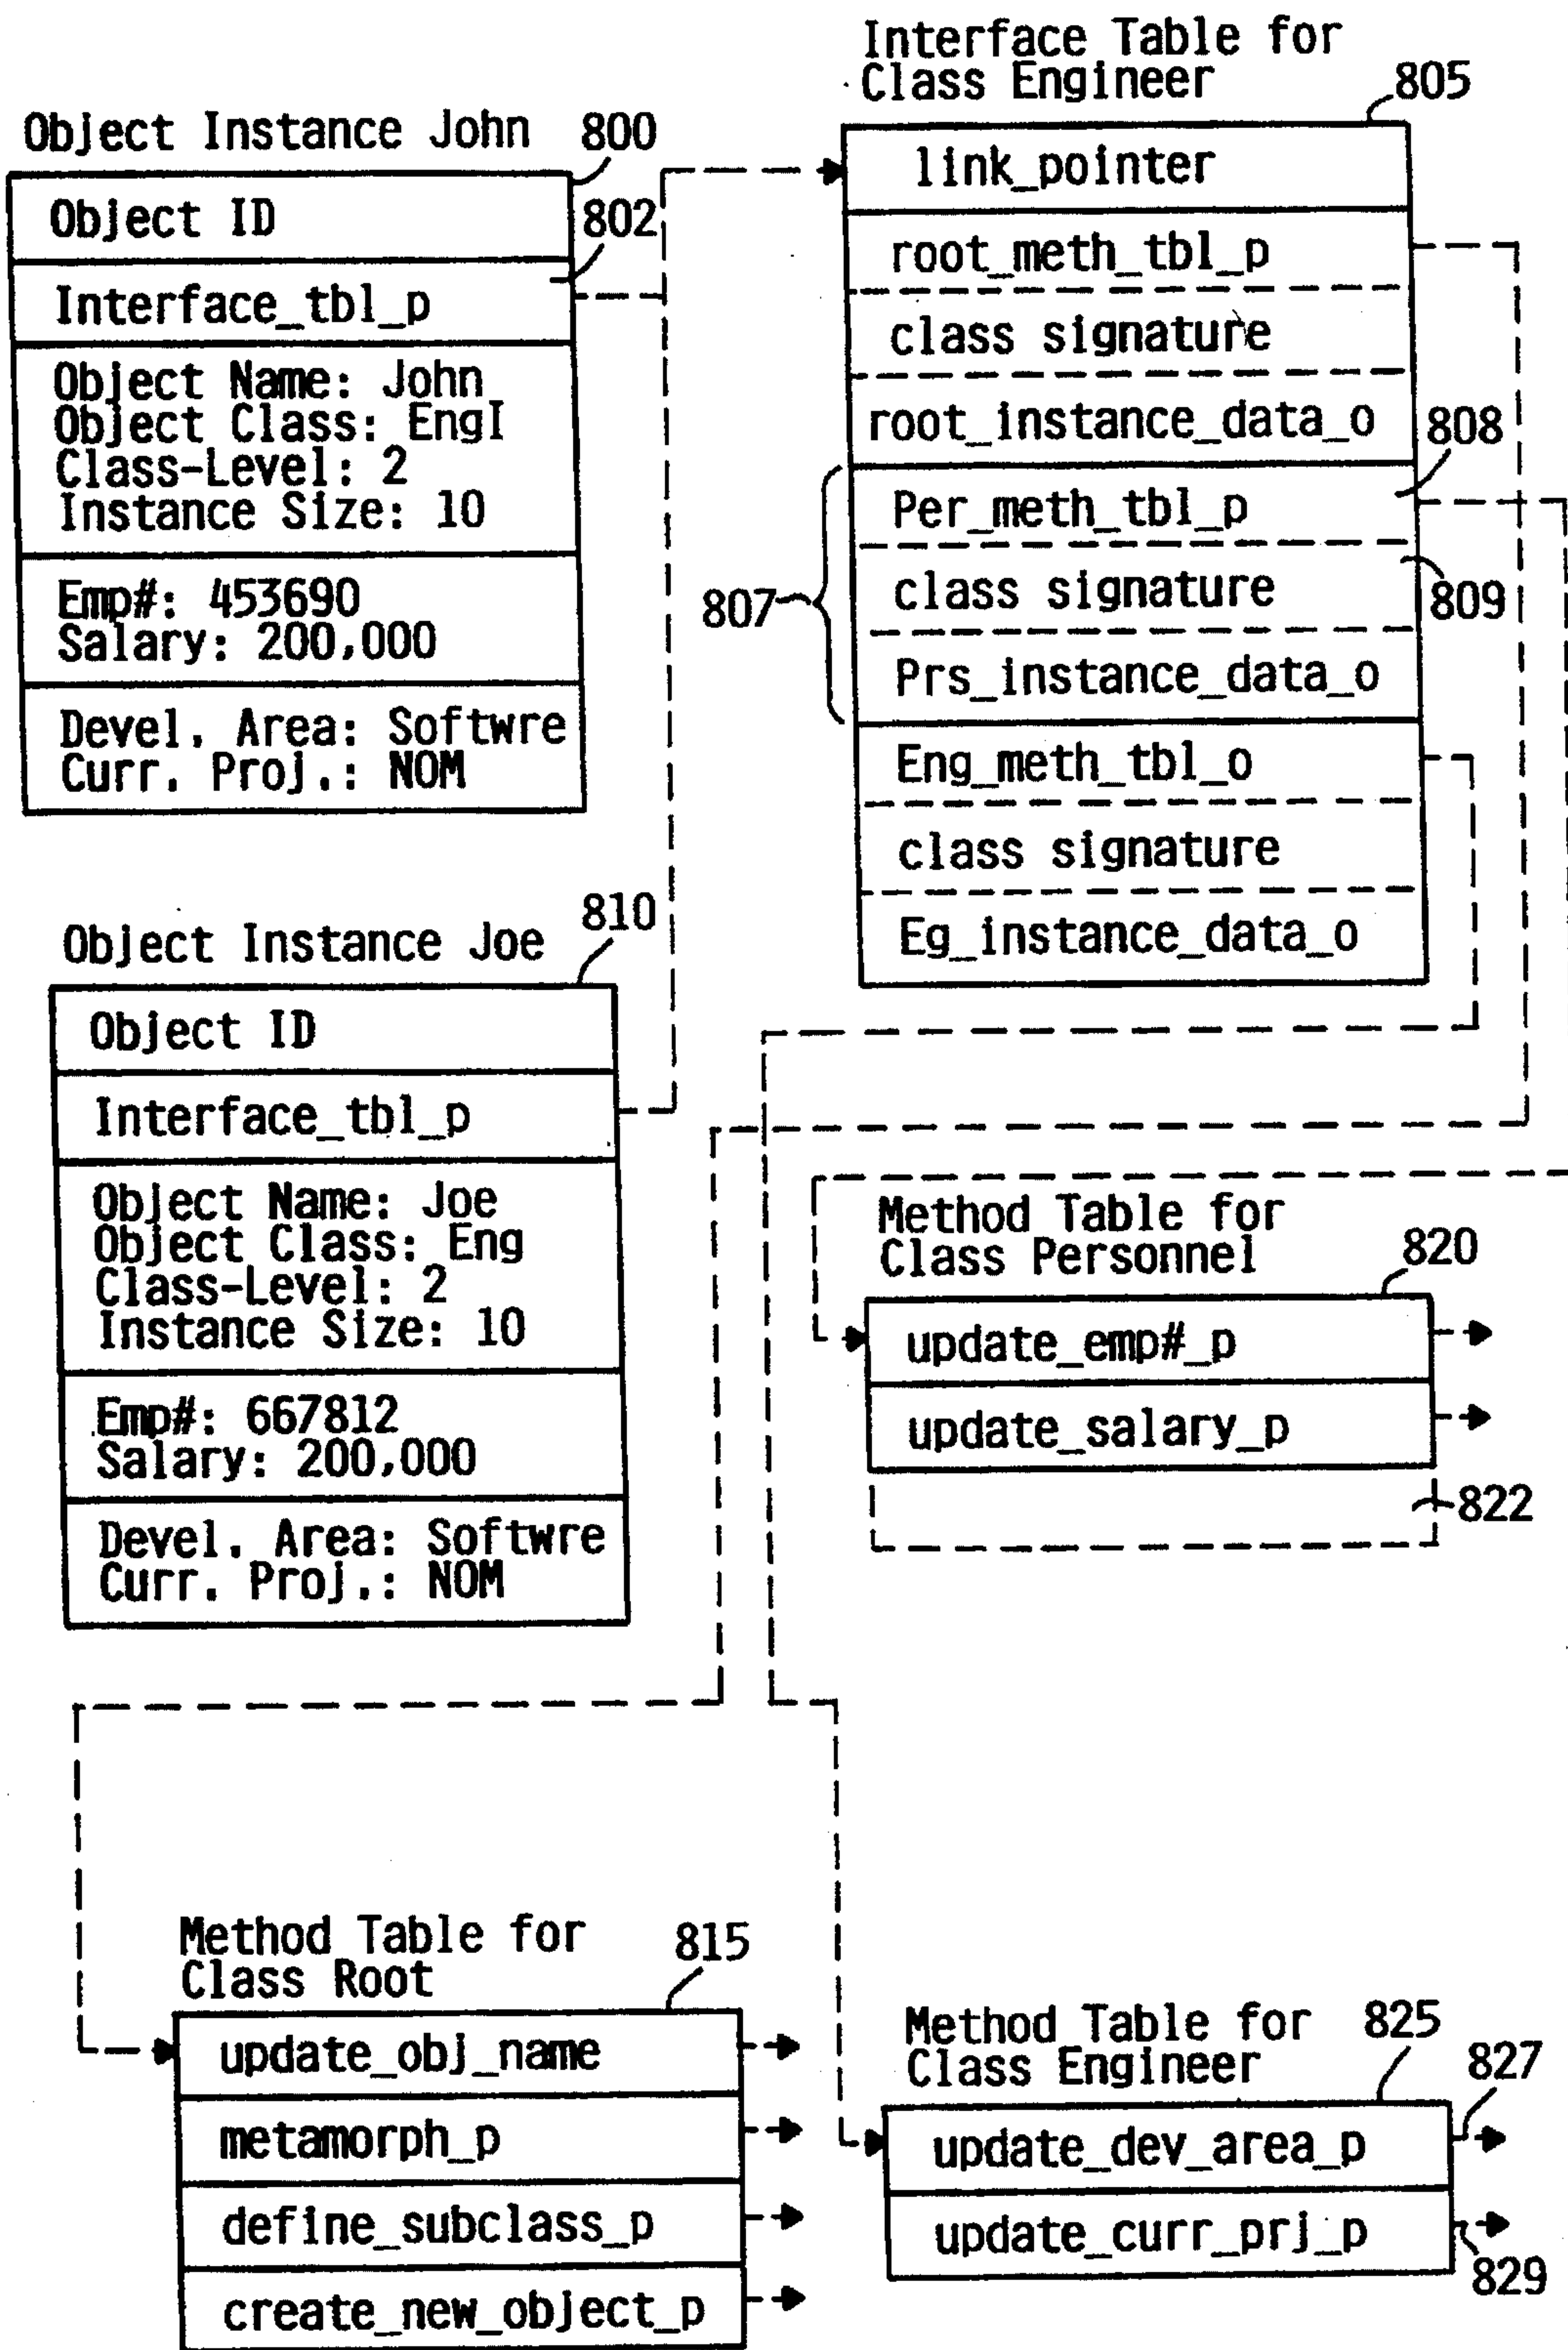 Interface Table for
Class Engineer
805
link_pointer
root_meth_tbl_p
class signature
root_instance_data_o
808
Per_meth_tbl_p
class signature
809
807
Prs_instance_data_o
Eng_meth_tbl_o
class signature
Eg_instance_data_o
Object Instance John
800
Object ID
802
Interface_tbl_p
Object Name: John
Object Class: EngI
Class-Level: 2
Instance Size: 10
Emp#: 453690
Salary: 200,000
Devel. Area: Softwre
Curr. Proj.: NOM
Object Instance Joe
810
Object ID
Interface_tbl_p
Object Name: Joe
Object Class: Eng
Class-Level: 2
Instance Size: 10
Emp#: 667812
Salary: 200,000
Devel. Area: Softwre
Curr. Proj.: NOM
Method Table for
Class Personnel
820
update_emp#_p
update_salary_p
822
Method Table for
Class Root
815
update_obj_name
metamorph_p
define_subclass_p
create_new_object_p
Method Table for
Class Engineer
825
827
update_dev_area_p
update_curr_prj_p
829